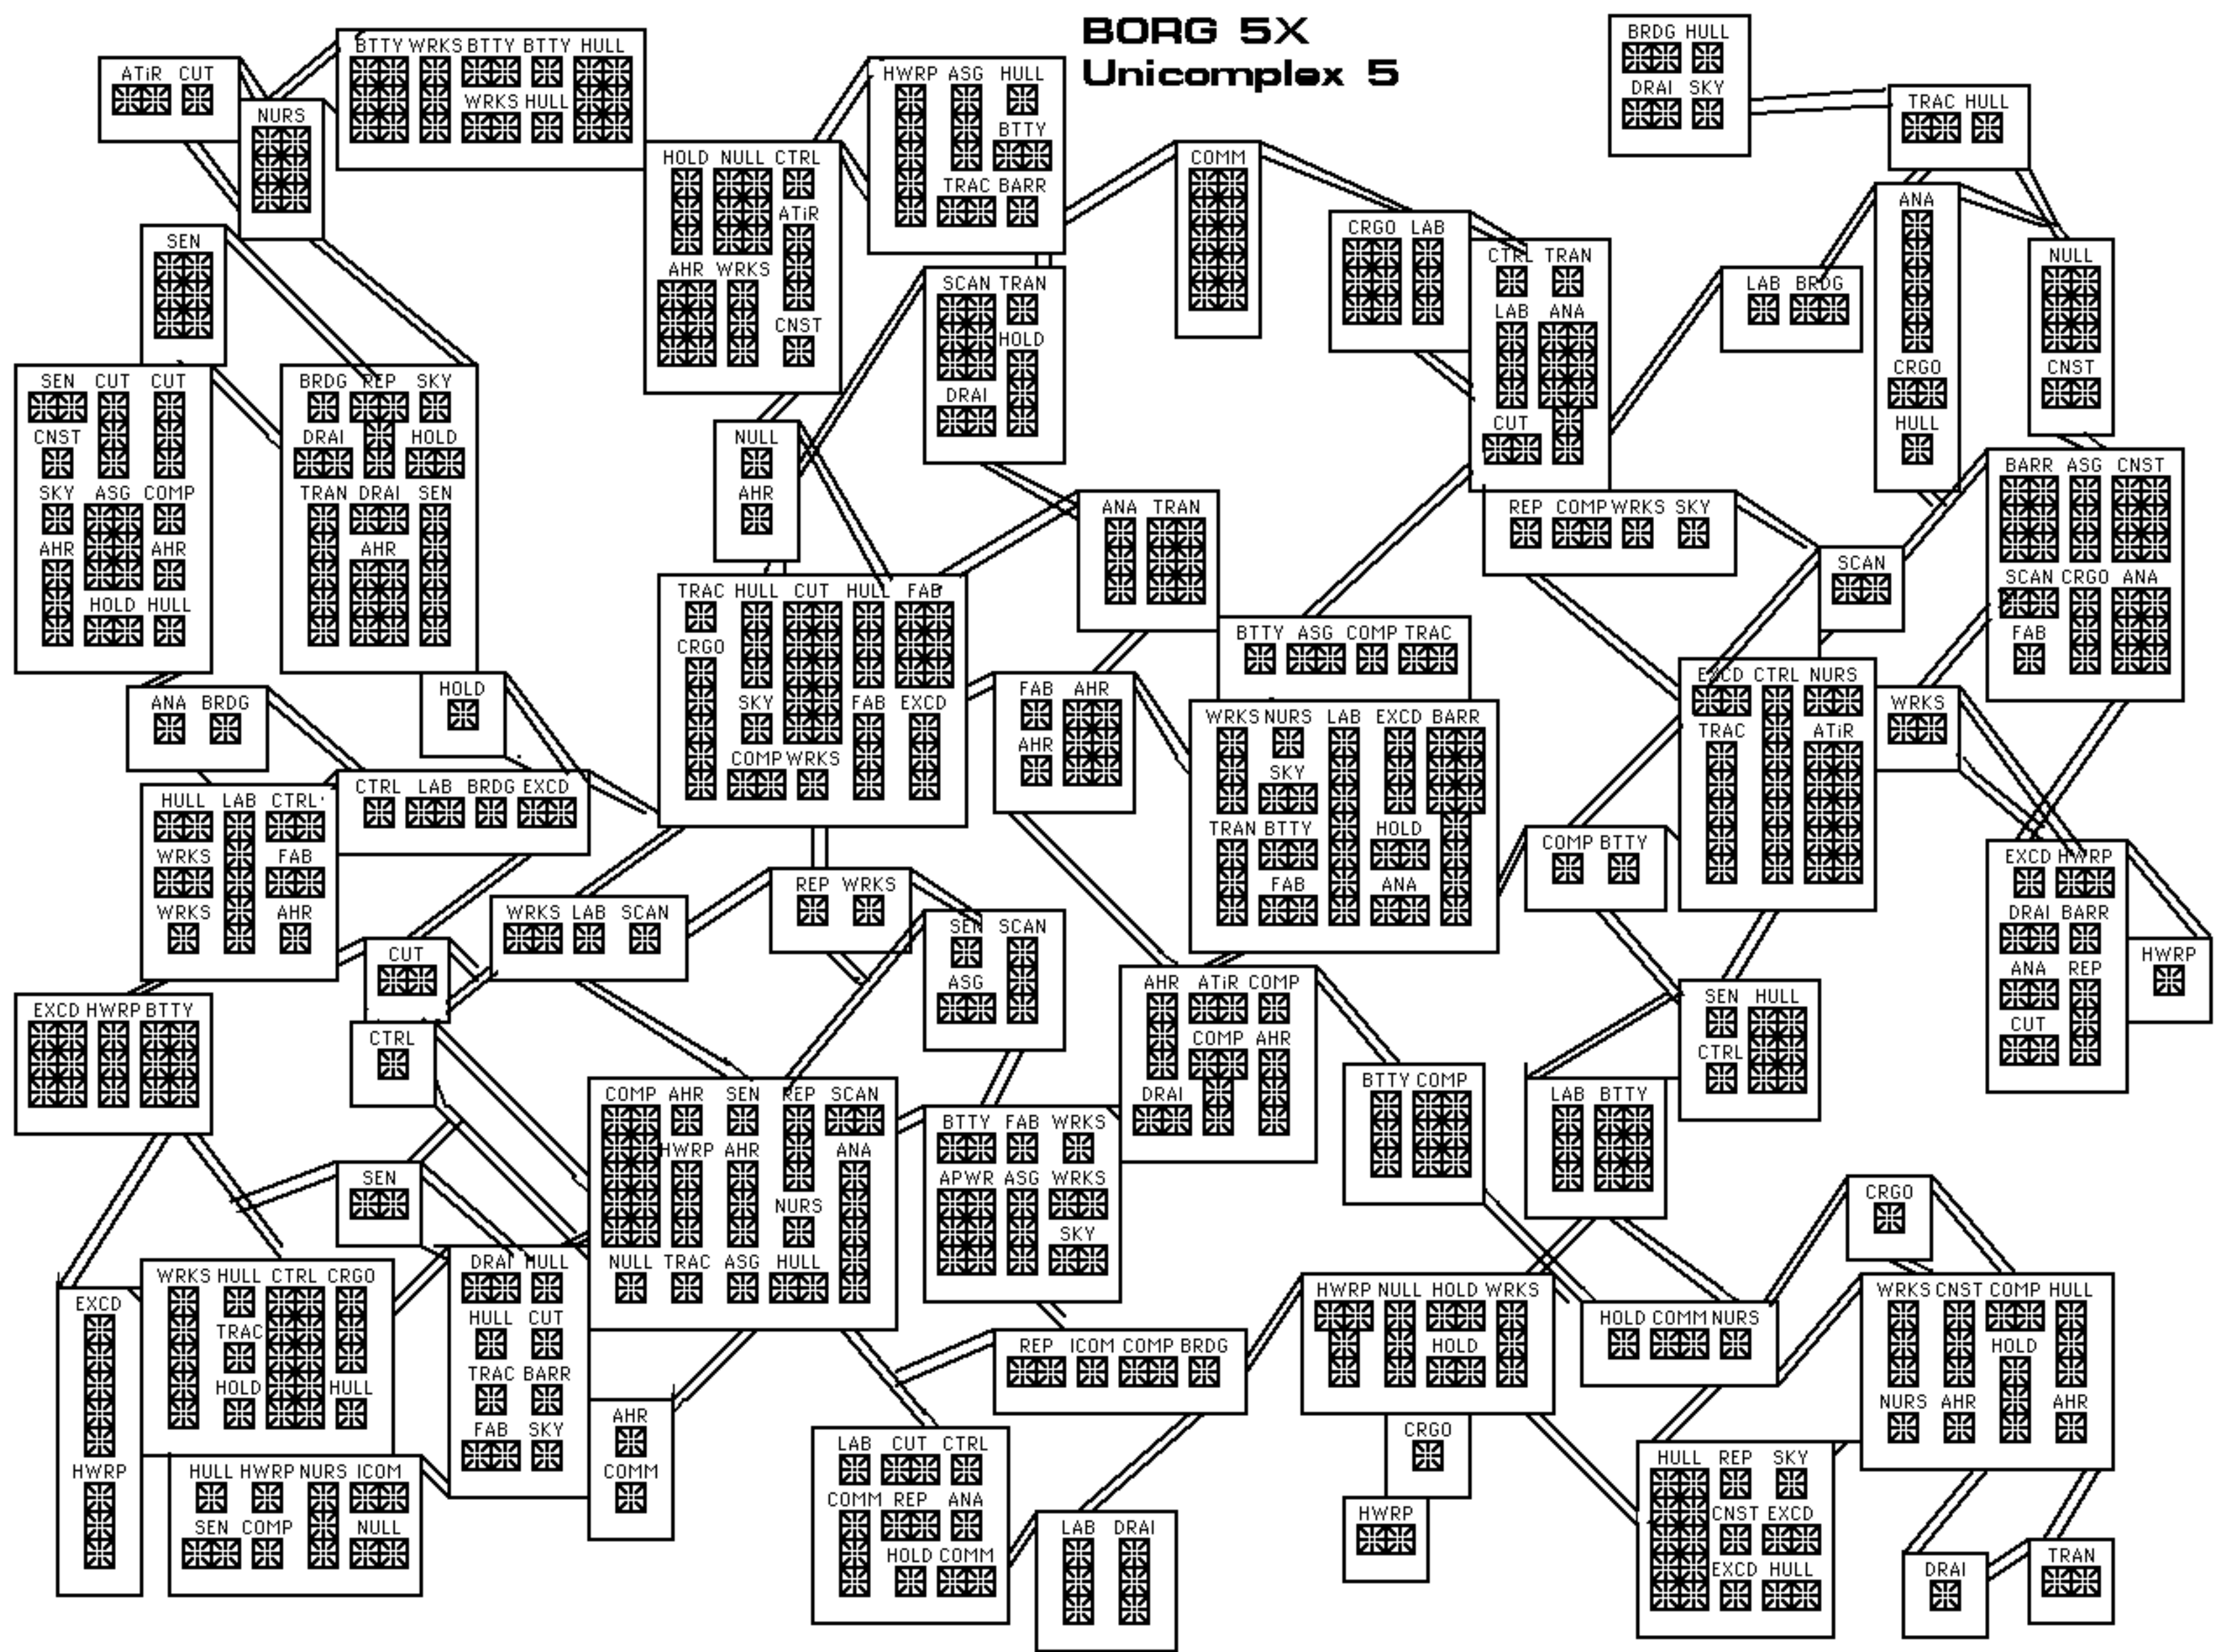 BORG 5X
Unicomplex 5
ATiR CUT
NURS
BTTY WRKS BTTY BTTY HULL
WRKS HULL
HWRP ASG HULL
BTTY
TRAC BARR
HOLD NULL CTRL
ATiR
AHR WRKS
CNST
COMM
BRDG HULL
DRAI SKY
TRAC HULL
CRGO LAB
CTRL TRAN
LAB ANA
CUT
LAB BRDG
ANA
CRGO
HULL
NULL
CNST
SEN
SCAN TRAN
HOLD
DRAI
SEN CUT CUT
CNST
SKY ASG COMP
AHR AHR
HOLD HULL
BRDG REP SKY
DRAI HOLD
TRAN DRAI SEN
AHR
NULL
AHR
ANA TRAN
REP COMP WRKS SKY
SCAN
BARR ASG CNST
SCAN CRGO ANA
FAB
TRAC HULL CUT HULL FAB
CRGO
SKY FAB EXCD
COMP WRKS
BTTY ASG COMP TRAC
ANA BRDG
HOLD
FAB AHR
AHR
WRKS NURS LAB EXCD BARR
SKY
TRAN BTTY HOLD
FAB ANA
EXCD CTRL NURS
TRAC ATiR
WRKS
HULL LAB CTRL
WRKS FAB
WRKS AHR
CTRL LAB BRDG EXCD
COMP BTTY
EXCD HWRP
DRAI BARR
ANA REP
CUT
HWRP
WRKS LAB SCAN
REP WRKS
SEN SCAN
ASG
CUT
CTRL
EXCD HWRP BTTY
AHR ATiR COMP
COMP AHR
DRAI
SEN HULL
CTRL
BTTY COMP
LAB BTTY
COMP AHR SEN REP SCAN
HWRP AHR ANA
NURS
NULL TRAC ASG HULL
BTTY FAB WRKS
APWR ASG WRKS
SKY
SEN
CRGO
EXCD
HWRP
WRKS HULL CTRL CRGO
TRAC
HOLD HULL
DRAI HULL
HULL CUT
TRAC BARR
FAB SKY
REP ICOM COMP BRDG
HWRP NULL HOLD WRKS
HOLD
HOLD COMM NURS
WRKS CNST COMP HULL
HOLD
NURS AHR AHR
AHR
COMM
CRGO
HWRP
HULL HWRP NURS ICOM
SEN COMP NULL
LAB CUT CTRL
COMM REP ANA
HOLD COMM
LAB DRAI
HULL REP SKY
CNST EXCD
EXCD HULL
DRAI
TRAN